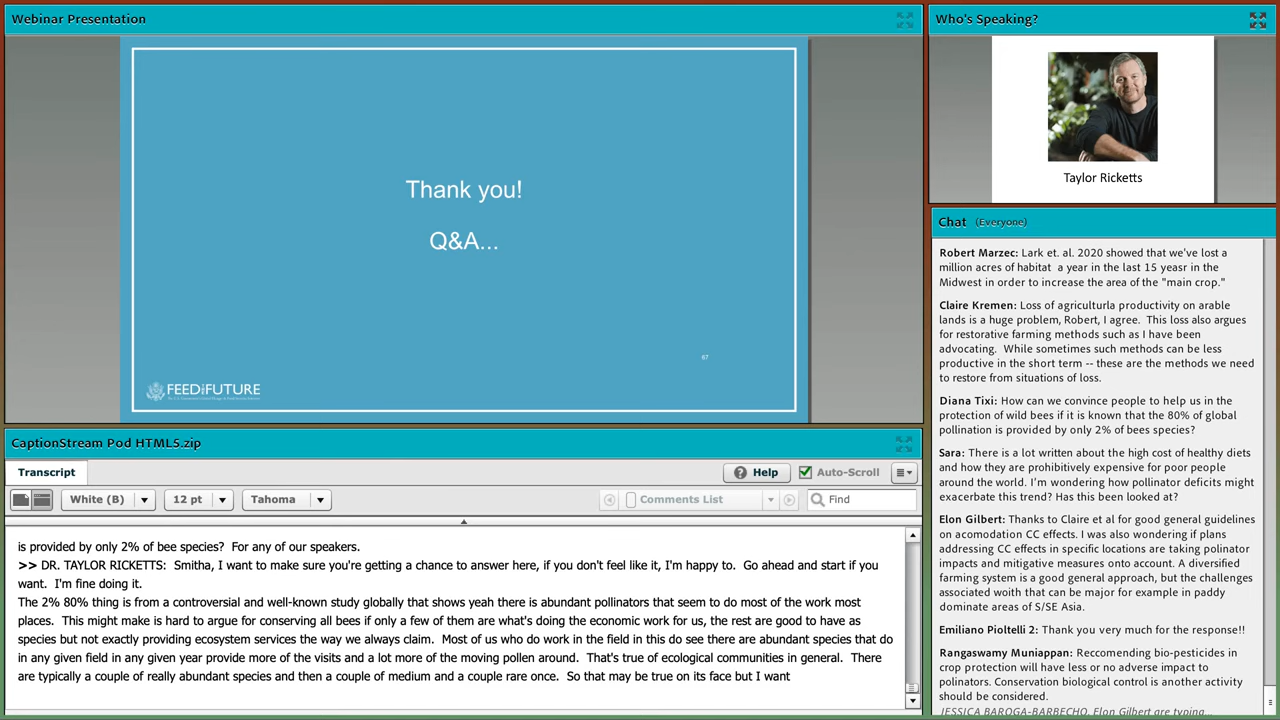 Webinar Presentation
Thank you!
Q&A...
67
FEEDiFUTURE
CaptionStream Pod HTML5.zip
Transcript
Help
Auto-Scroll
White (B)
12 pt
Tahoma
Comments List
Find
is provided by only 2% of bee species?  For any of our speakers.
>> DR. TAYLOR RICKETTS:  Smitha, I want to make sure you're getting a chance to answer here, if you don't feel like it, I'm happy to.  Go ahead and start if you
want.  I'm fine doing it.
The 2% 80% thing is from a controversial and well-known study globally that shows yeah there is abundant pollinators that seem to do most of the work most
places.  This might make is hard to argue for conserving all bees if only a few of them are what's doing the economic work for us, the rest are good to have as
species but not exactly providing ecosystem services the way we always claim.  Most of us who do work in the field in this do see there are abundant species that do
in any given field in any given year provide more of the visits and a lot more of the moving pollen around.  That's true of ecological communities in general.  There
are typically a couple of really abundant species and then a couple of medium and a couple rare once.  So that may be true on its face but I want
Who's Speaking?
Taylor Ricketts
Chat (Everyone)
Robert Marzec: Lark et. al. 2020 showed that we've lost a
million acres of habitat  a year in the last 15 yeasr in the
Midwest in order to increase the area of the "main crop."
Claire Kremen: Loss of agriculturla productivity on arable
lands is a huge problem, Robert, I agree.  This loss also argues
for restorative farming methods such as I have been
advocating.  While sometimes such methods can be less
productive in the short term -- these are the methods we need
to restore from situations of loss.
Diana Tixi: How can we convince people to help us in the
protection of wild bees if it is known that the 80% of global
pollination is provided by only 2% of bees species?
Sara: There is a lot written about the high cost of healthy diets
and how they are prohibitively expensive for poor people
around the world. I'm wondering how pollinator deficits might
exacerbate this trend? Has this been looked at?
Elon Gilbert: Thanks to Claire et al for good general guidelines
on acomodation CC effects. I was also wondering if plans
addressing CC effects in specific locations are taking polinator
impacts and mitigative measures onto account. A diversified
farming system is a good general approach, but the challenges
associated woith that can be major for example in paddy
dominate areas of S/SE Asia.
Emiliano Pioltelli 2: Thank you very much for the response!!
Rangaswamy Muniappan: Reccomending bio-pesticides in
crop protection will have less or no adverse impact to
polinators. Conservation biological control is another activity
should be considered.
JESSICA BAROGA-BARBECHO, Elon Gilbert are typing...